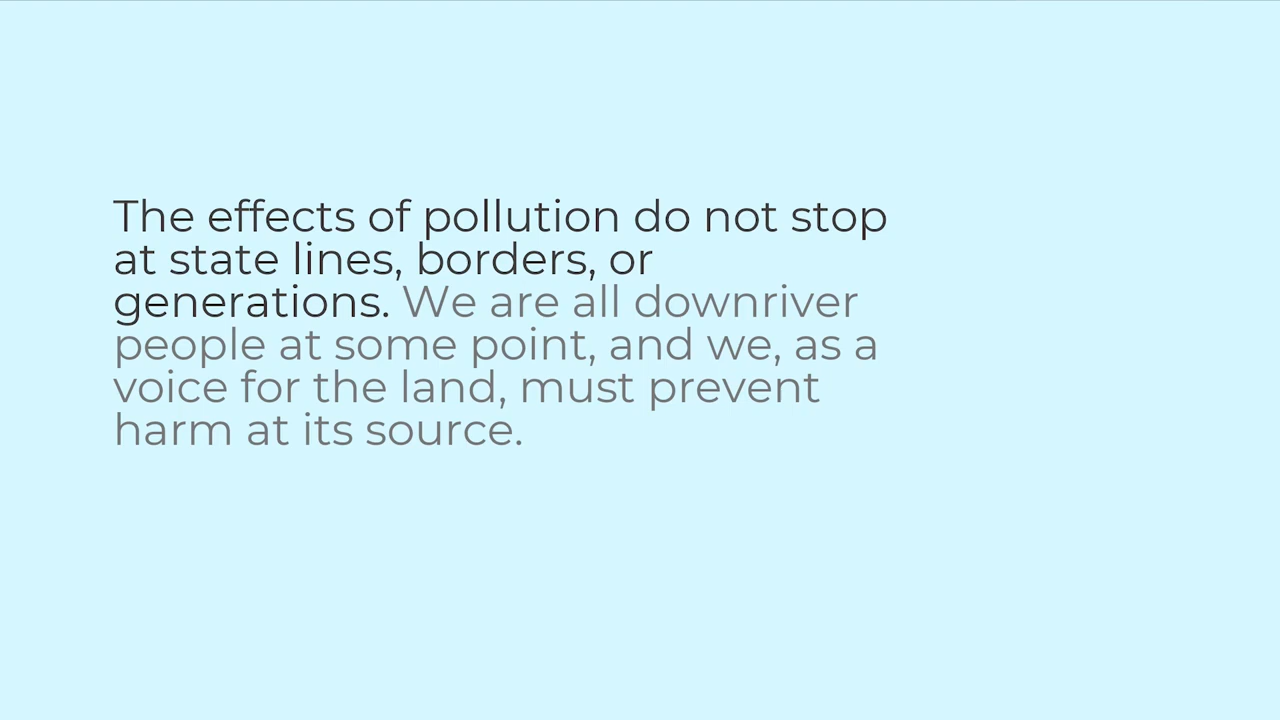 The effects of pollution do not stop
at state lines, borders, or
generations. We are all downriver
people at some point, and we, as a
voice for the land, must prevent
harm at its source.